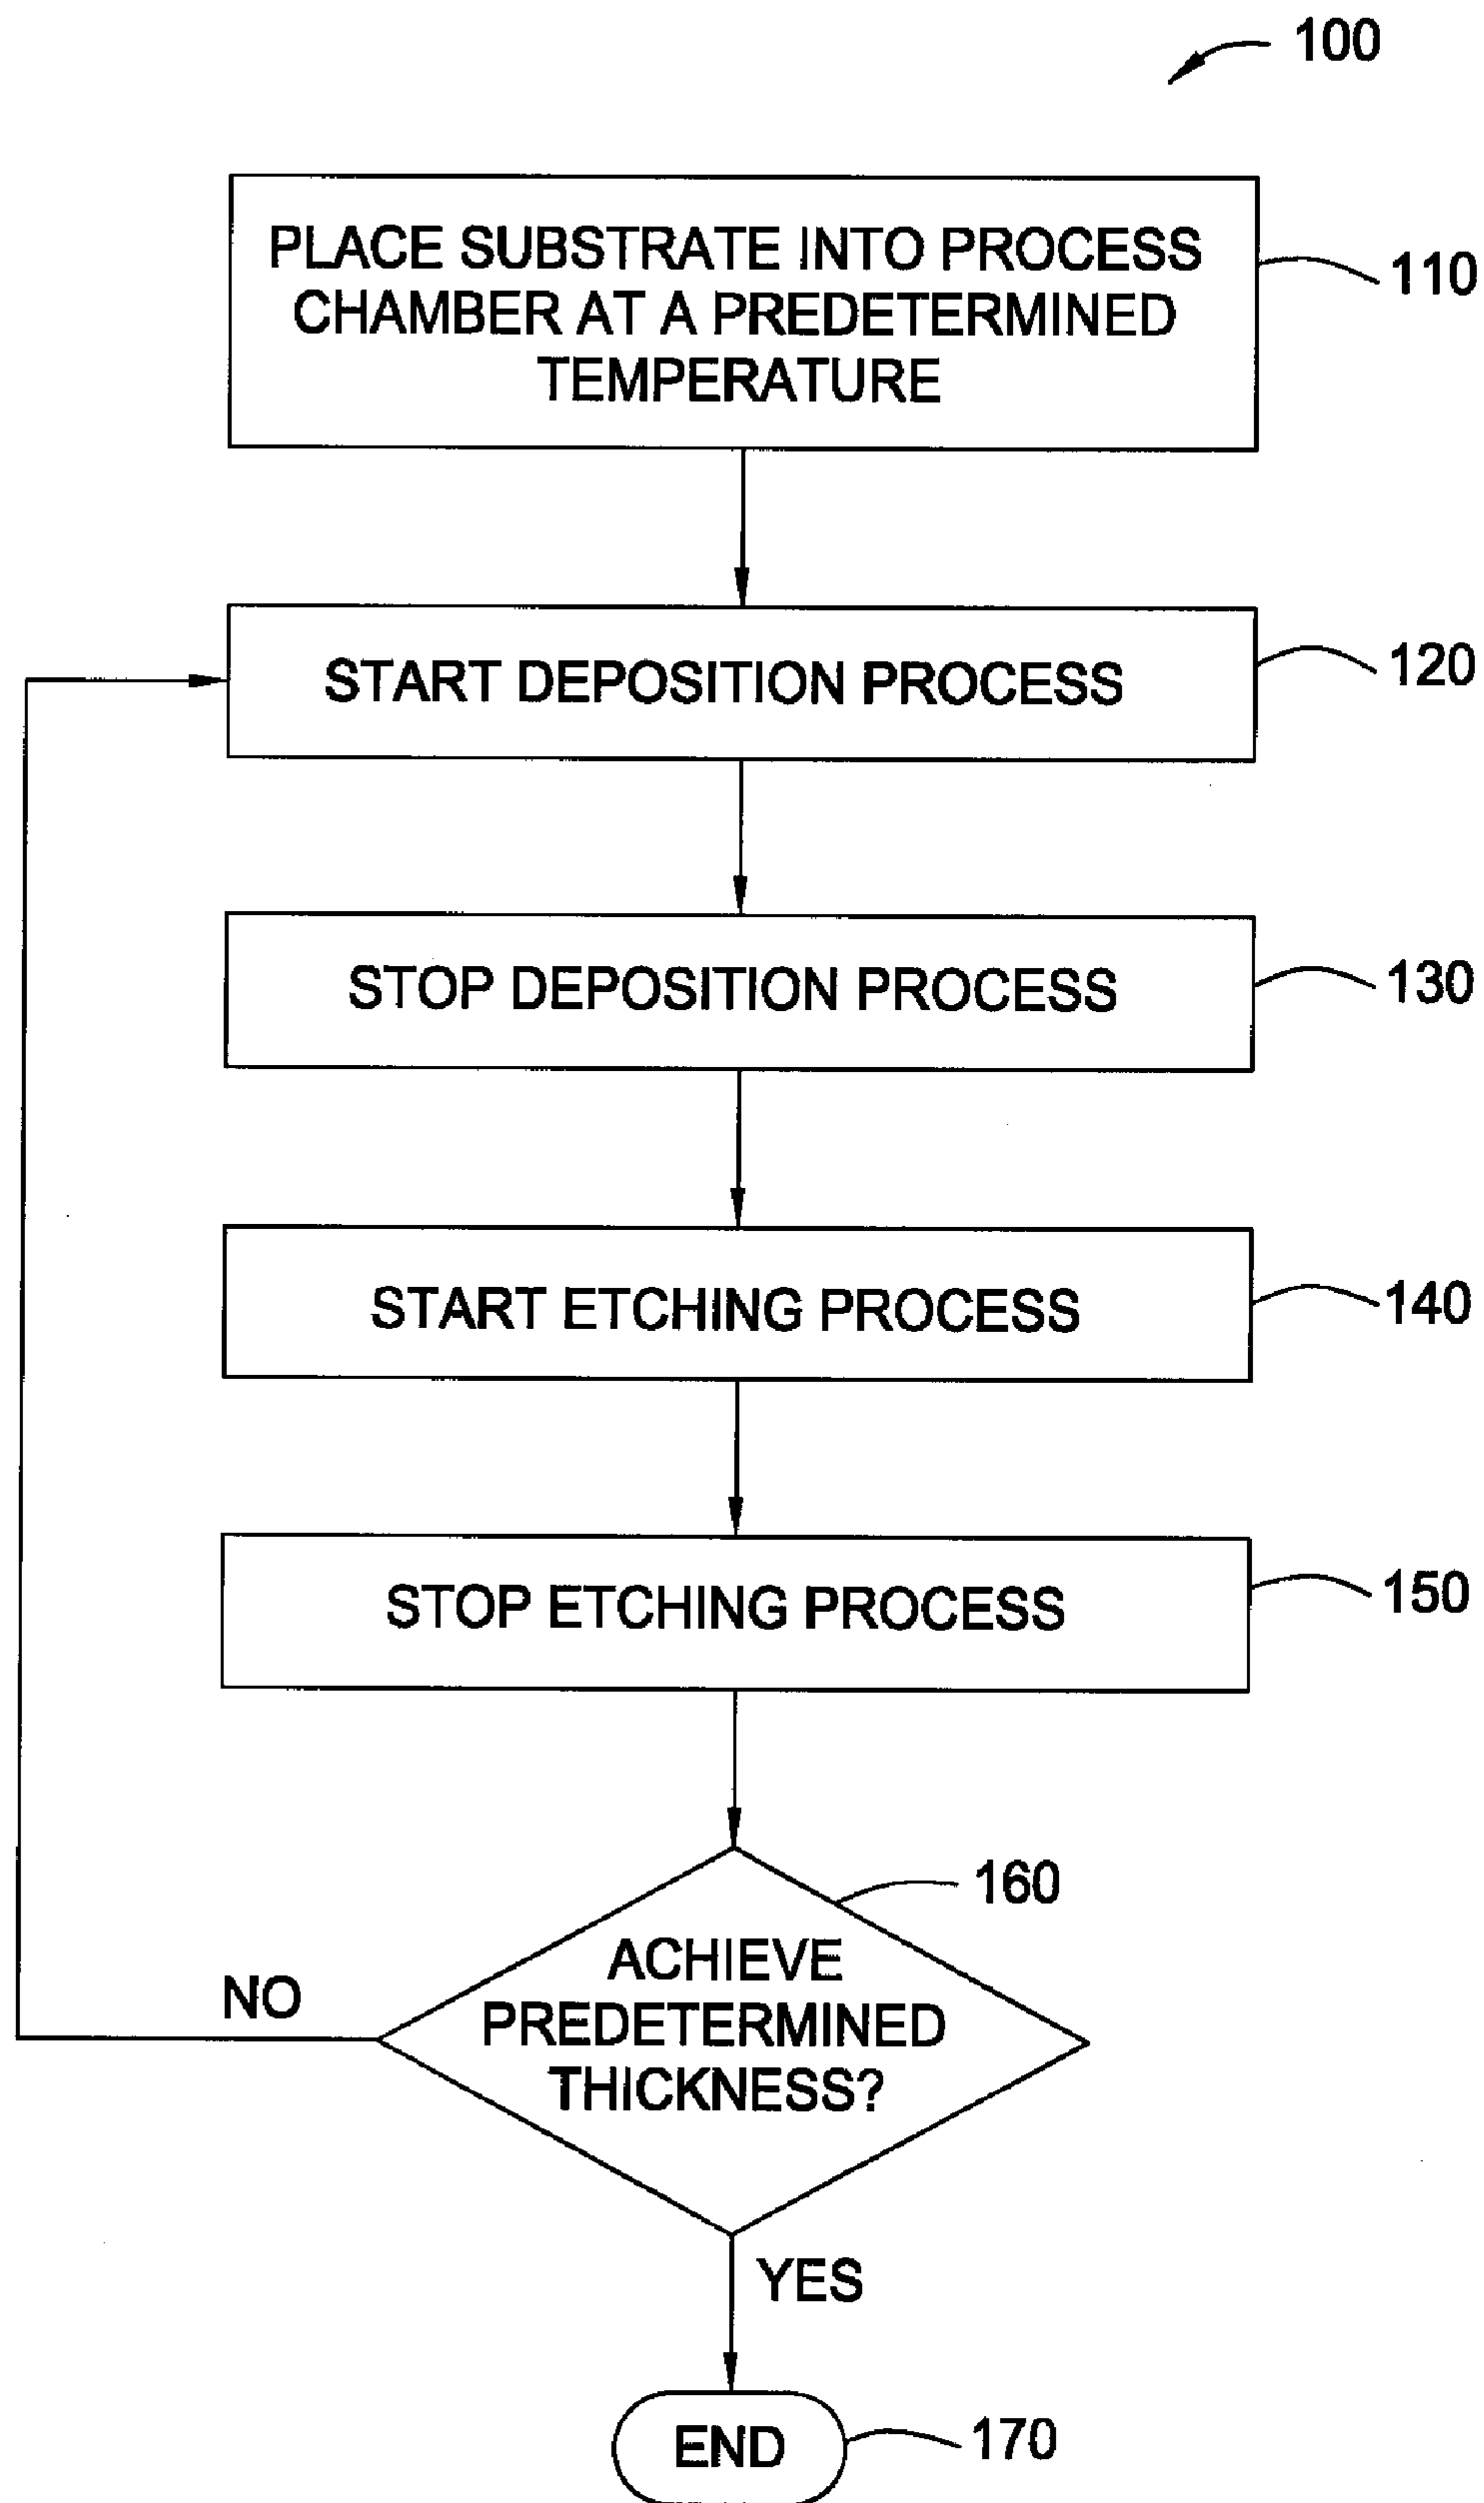 100
PLACE SUBSTRATE INTO PROCESS
CHAMBER AT A PREDETERMINED
TEMPERATURE
110
START DEPOSITION PROCESS
120
STOP DEPOSITION PROCESS
130
START ETCHING PROCESS
140
STOP ETCHING PROCESS
150
160
ACHIEVE
PREDETERMINED
THICKNESS?
NO
YES
END
170